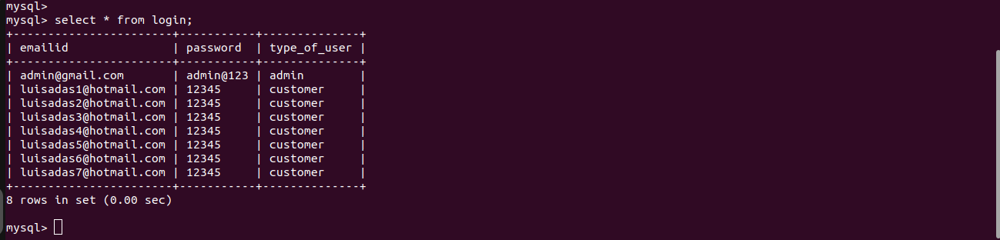 mysql>
mysql> select * from login;
+------------------------+-----------+--------------+
| emailid                | password  | type_of_user |
+------------------------+-----------+--------------+
| admin@gmail.com        | admin@123 | admin        |
| luisadas1@hotmail.com | 12345     | customer     |
| luisadas2@hotmail.com | 12345     | customer     |
| luisadas3@hotmail.com | 12345     | customer     |
| luisadas4@hotmail.com | 12345     | customer     |
| luisadas5@hotmail.com | 12345     | customer     |
| luisadas6@hotmail.com | 12345     | customer     |
| luisadas7@hotmail.com | 12345     | customer     |
+------------------------+-----------+--------------+
8 rows in set (0.00 sec)
mysql>